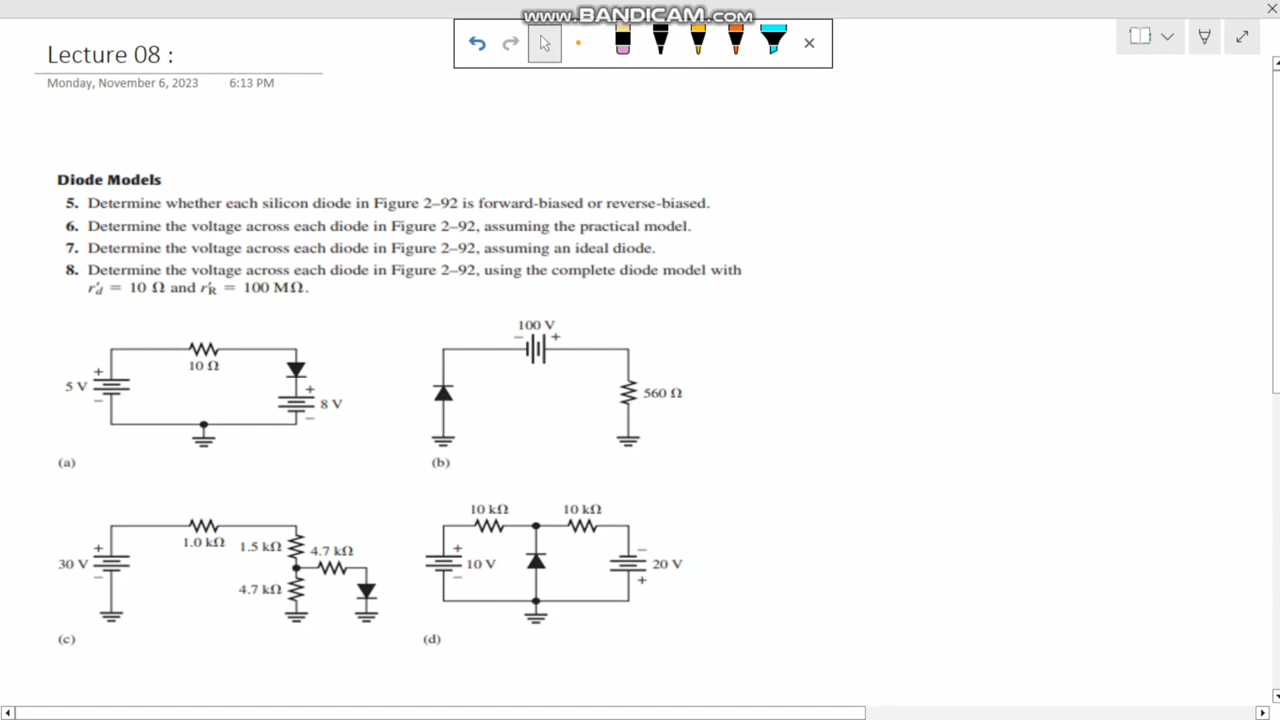 www.BANDICAM.com
Lecture 08 :
Monday, November 6, 2023 6:13 PM
Diode Models
5. Determine whether each silicon diode in Figure 2–92 is forward-biased or reverse-biased.
6. Determine the voltage across each diode in Figure 2–92, assuming the practical model.
7. Determine the voltage across each diode in Figure 2–92, assuming an ideal diode.
8. Determine the voltage across each diode in Figure 2–92, using the complete diode model with
r′d = 10 Ω and r′R = 100 MΩ.
100 V
− +
10 Ω
+
5 V
−
+
8 V
−
560 Ω
(a)
(b)
10 kΩ 10 kΩ
1.0 kΩ 1.5 kΩ 4.7 kΩ
+
30 V
−
4.7 kΩ
+
10 V
−
−
20 V
+
(c)
(d)